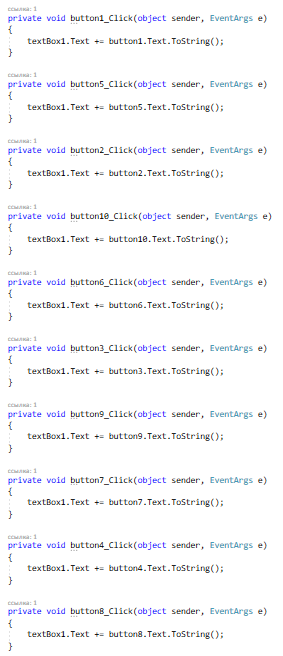 ссылка: 1
private void button1_Click(object sender, EventArgs e)
{
textBox1.Text += button1.Text.ToString();
}
ссылка: 1
private void button5_Click(object sender, EventArgs e)
{
textBox1.Text += button5.Text.ToString();
}
ссылка: 1
private void button2_Click(object sender, EventArgs e)
{
textBox1.Text += button2.Text.ToString();
}
ссылка: 1
private void button10_Click(object sender, EventArgs e)
{
textBox1.Text += button10.Text.ToString();
}
ссылка: 1
private void button6_Click(object sender, EventArgs e)
{
textBox1.Text += button6.Text.ToString();
}
ссылка: 1
private void button3_Click(object sender, EventArgs e)
{
textBox1.Text += button3.Text.ToString();
}
ссылка: 1
private void button9_Click(object sender, EventArgs e)
{
textBox1.Text += button9.Text.ToString();
}
ссылка: 1
private void button7_Click(object sender, EventArgs e)
{
textBox1.Text += button7.Text.ToString();
}
ссылка: 1
private void button4_Click(object sender, EventArgs e)
{
textBox1.Text += button4.Text.ToString();
}
ссылка: 1
private void button8_Click(object sender, EventArgs e)
{
textBox1.Text += button8.Text.ToString();
}